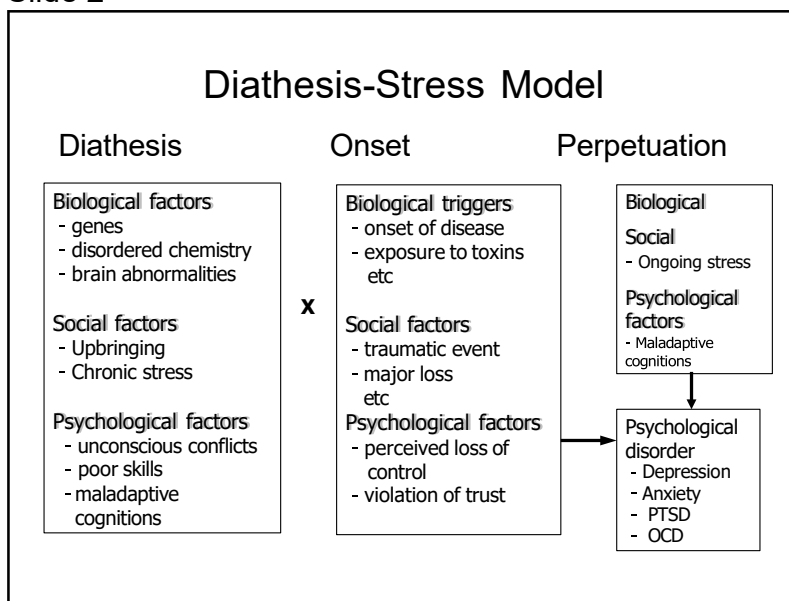 Diathesis-Stress Model
Diathesis
Onset
Perpetuation
Biological factors
- genes
- disordered chemistry
- brain abnormalities
Social factors
- Upbringing
- Chronic stress
Psychological factors
- unconscious conflicts
- poor skills
- maladaptive
cognitions
x
Biological triggers
- onset of disease
- exposure to toxins
etc
Social factors
- traumatic event
- major loss
etc
Psychological factors
- perceived loss of
control
- violation of trust
Biological
Social
- Ongoing stress
Psychological
factors
- Maladaptive
cognitions
Psychological
disorder
- Depression
- Anxiety
- PTSD
- OCD